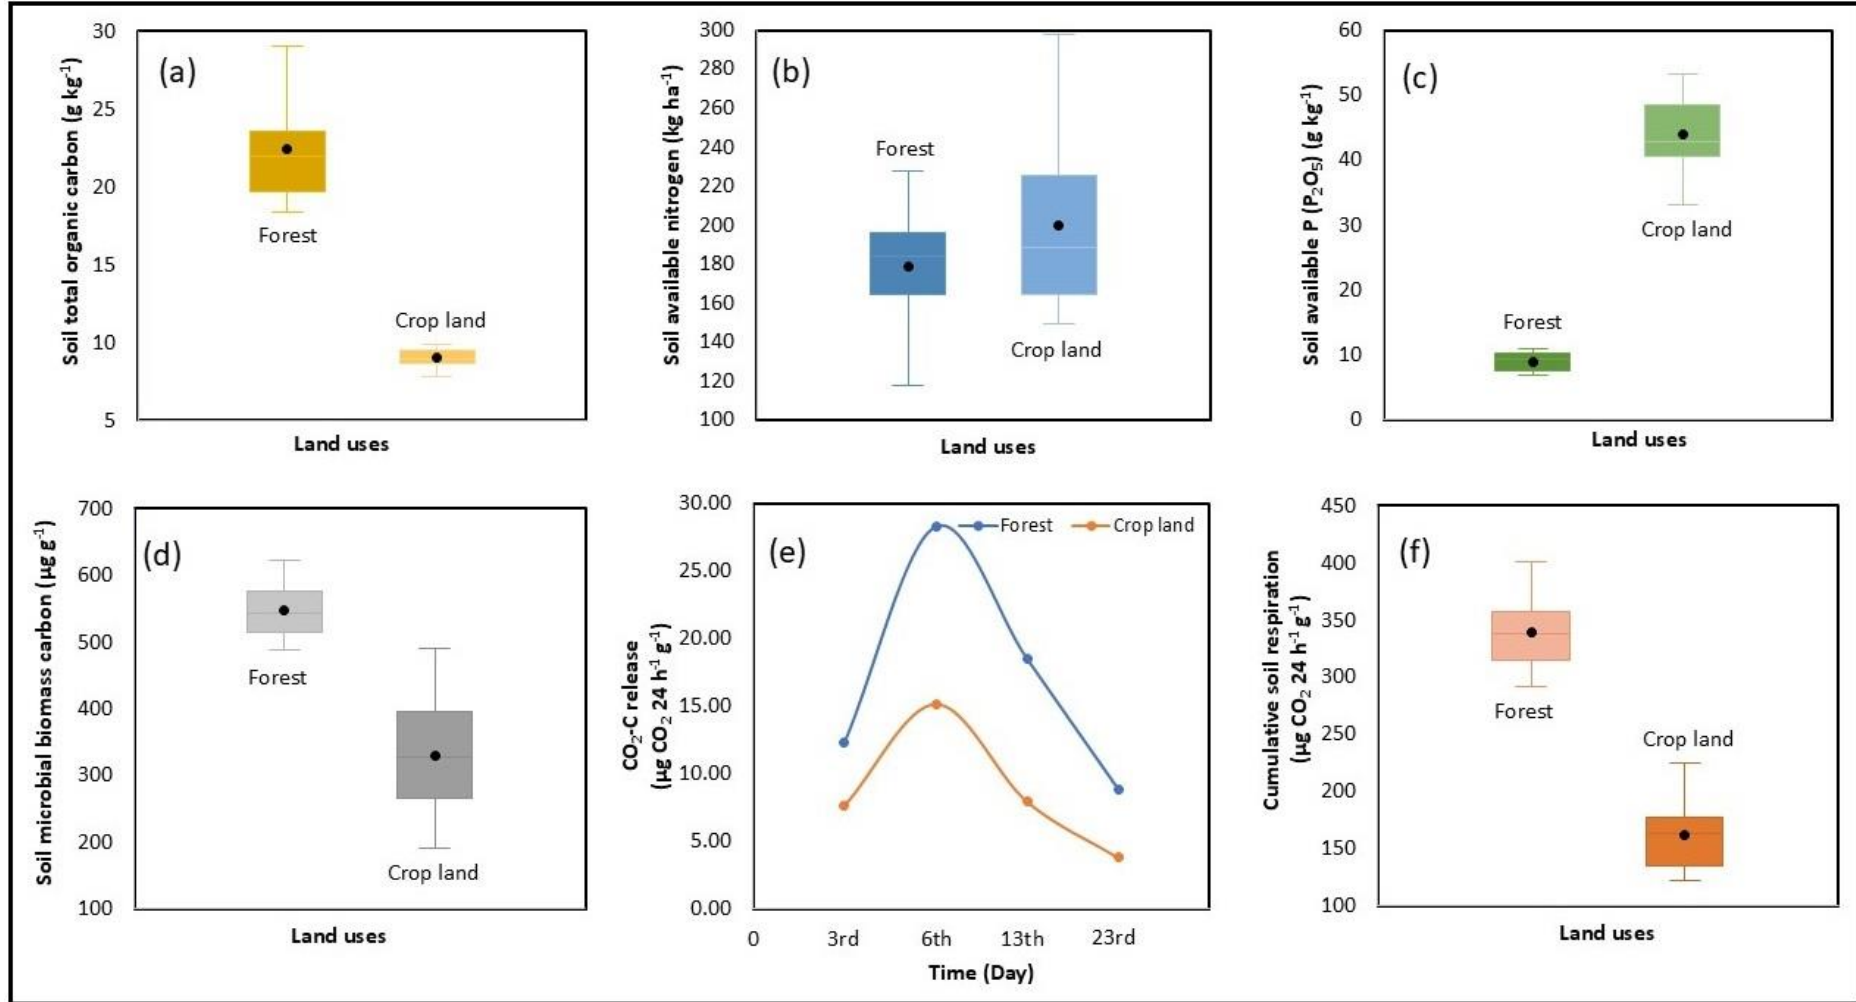 (a)
Soil total organic carbon (g kg⁻¹)
30
25
20
15
10
5
Forest
Crop land
Land uses
(b)
Soil available nitrogen (kg ha⁻¹)
300
280
260
240
220
200
180
160
140
120
100
Forest
Crop land
Land uses
(c)
Soil available P (P₂O₅) (g kg⁻¹)
60
50
40
30
20
10
0
Crop land
Forest
Land uses
(d)
Soil microbial biomass carbon (µg g⁻¹)
700
600
500
400
300
200
100
Forest
Crop land
Land uses
(e)
CO₂-C release
(µg CO₂ 24 h⁻¹ g⁻¹)
30.00
25.00
20.00
15.00
10.00
5.00
0.00
Forest
Crop land
0 3rd 6th 13th 23rd
Time (Day)
(f)
Cumulative soil respiration
(µg CO₂ 24 h⁻¹ g⁻¹)
450
400
350
300
250
200
150
100
Forest
Crop land
Land uses